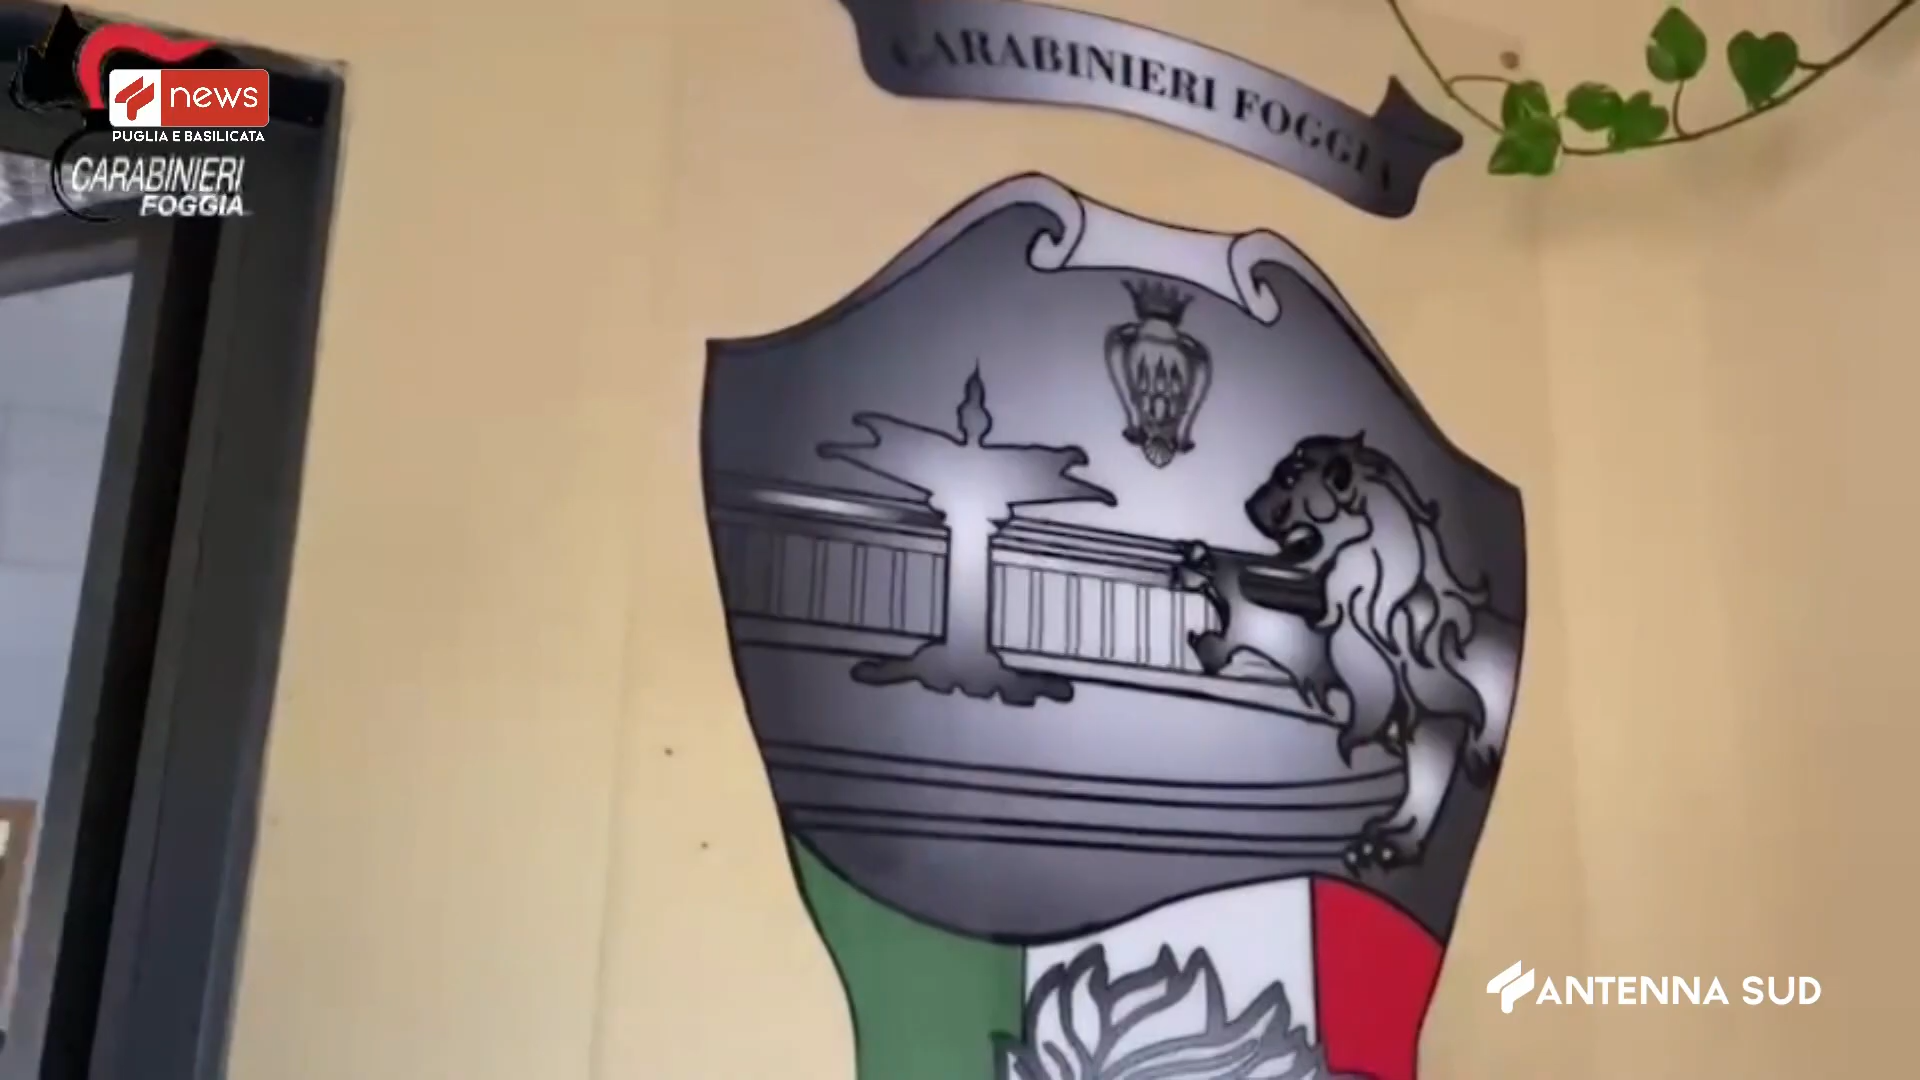 news
PUGLIA E BASILICATA
CARABINIERI
FOGGIA
CARABINIERI FOGGIA
ANTENNA SUD